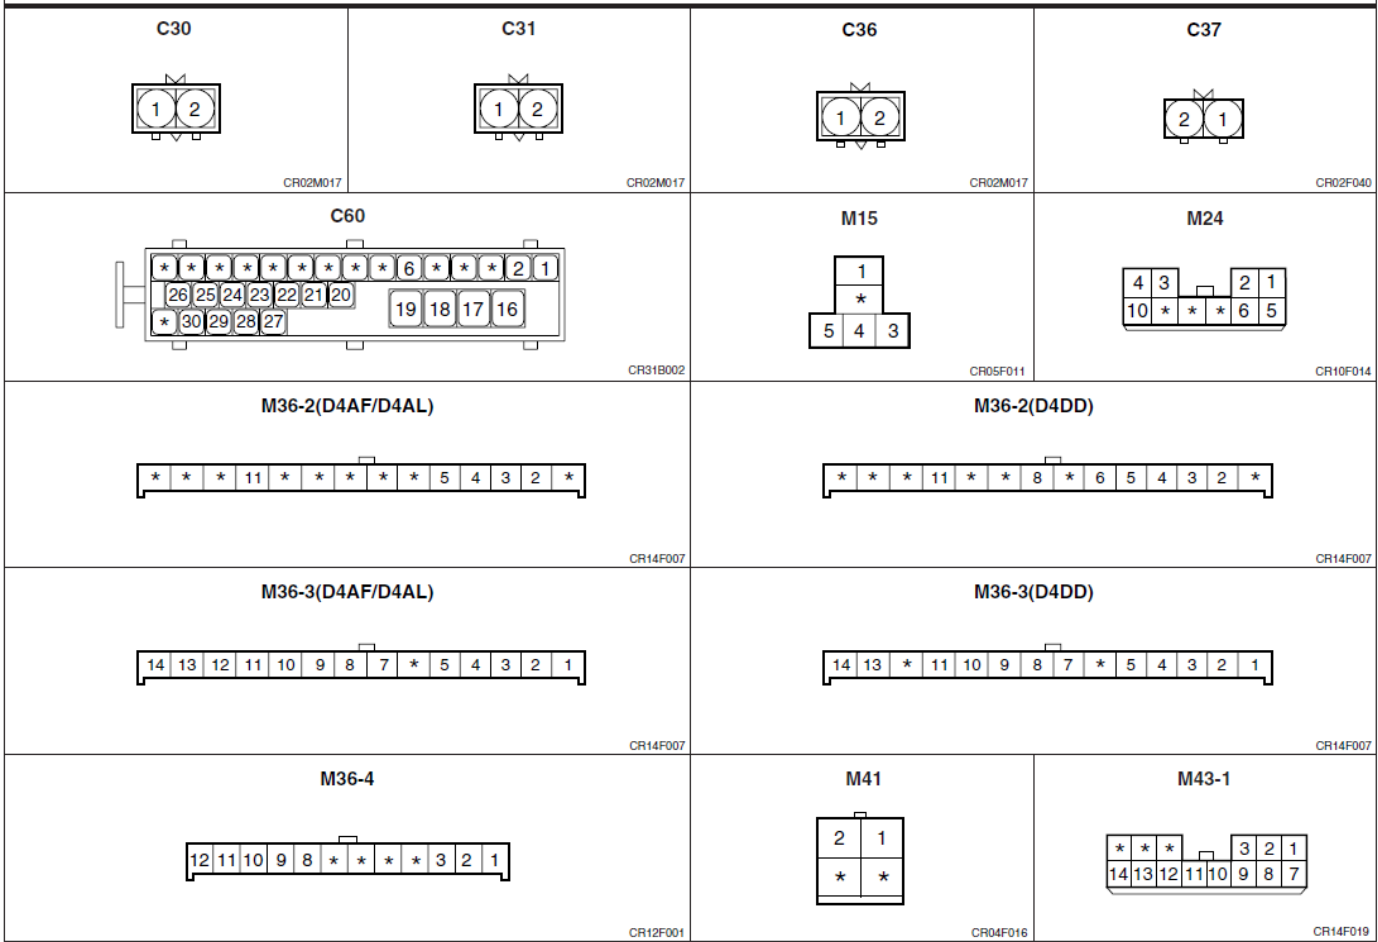 C30
1 2
CR02M017
C31
1 2
CR02M017
C36
1 2
CR02M017
C37
2 1
CR02F040
C60
* * * * * * * * * 6 * * * 2 1
26 25 24 23 22 21 20
19 18 17 16
* 30 29 28 27
CR31B002
M15
1
*
5 4 3
CR05F011
M24
4 3 2 1
10 * * * 6 5
CR10F014
M36-2(D4AF/D4AL)
* * * 11 * * * * * 5 4 3 2 *
CR14F007
M36-2(D4DD)
* * * 11 * * 8 * 6 5 4 3 2 *
CR14F007
M36-3(D4AF/D4AL)
14 13 12 11 10 9 8 7 * 5 4 3 2 1
CR14F007
M36-3(D4DD)
14 13 * 11 10 9 8 7 * 5 4 3 2 1
CR14F007
M36-4
12 11 10 9 8 * * * * 3 2 1
CR12F001
M41
2 1
* *
CR04F016
M43-1
* * * 3 2 1
14 13 12 11 10 9 8 7
CR14F019